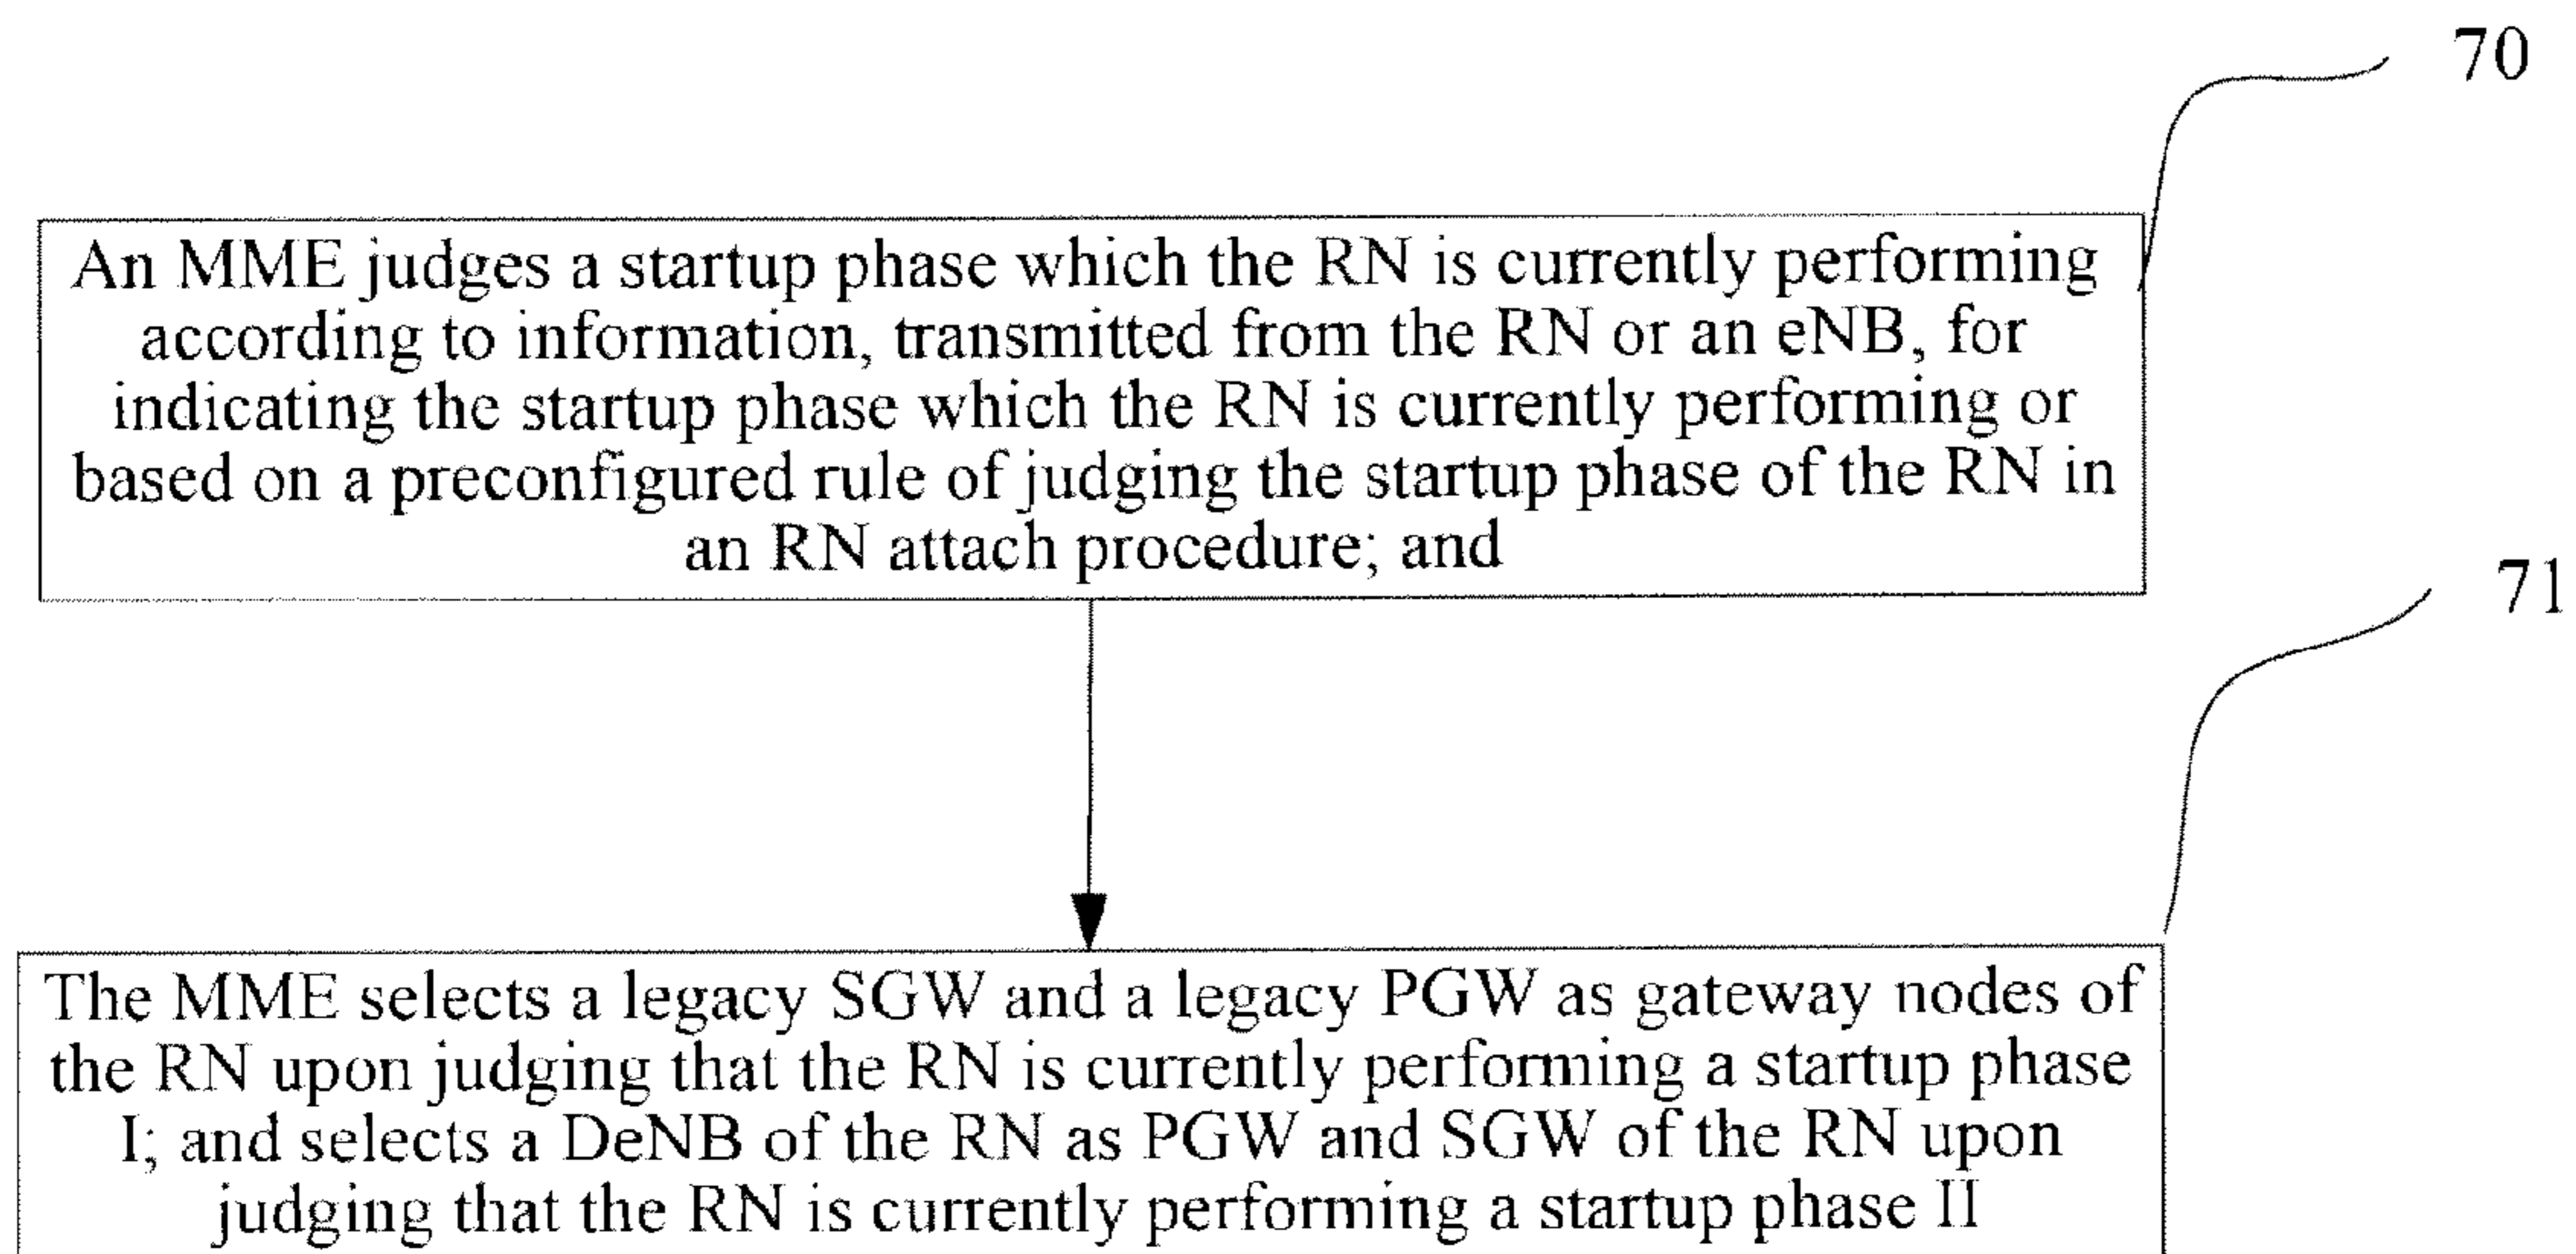 70
An MME judges a startup phase which the RN is currently performing
according to information, transmitted from the RN or an eNB, for
indicating the startup phase which the RN is currently performing or
based on a preconfigured rule of judging the startup phase of the RN in
an RN attach procedure; and
71
The MME selects a legacy SGW and a legacy PGW as gateway nodes of
the RN upon judging that the RN is currently performing a startup phase
I; and selects a DeNB of the RN as PGW and SGW of the RN upon
judging that the RN is currently performing a startup phase II